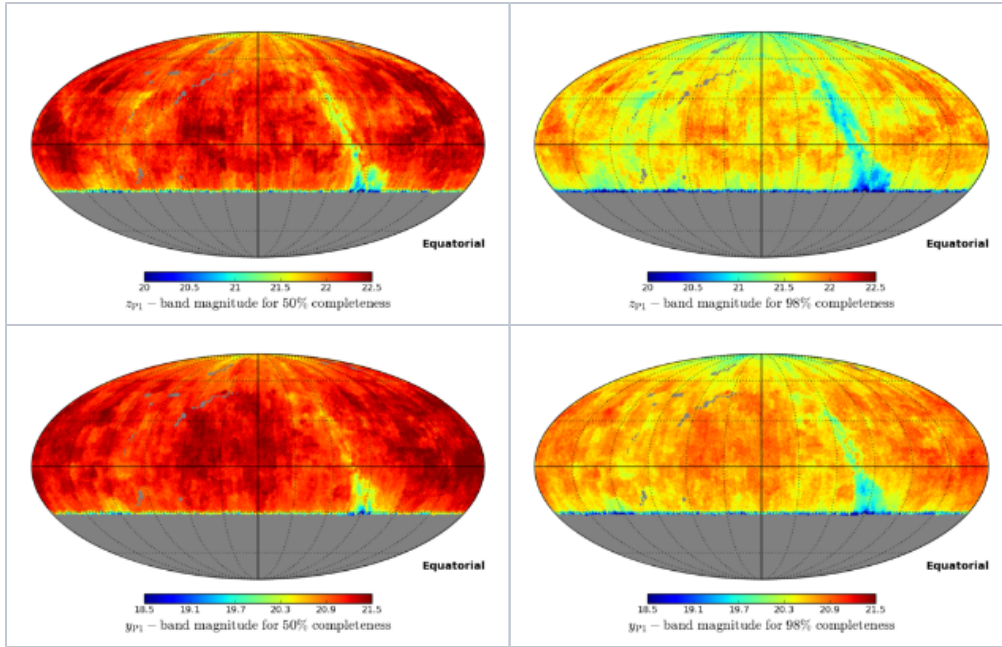 Equatorial
20 20.5 21 21.5 22 22.5
z_P1 − band magnitude for 50% completeness
Equatorial
20 20.5 21 21.5 22 22.5
z_P1 − band magnitude for 98% completeness
Equatorial
18.5 19.1 19.7 20.3 20.9 21.5
y_P1 − band magnitude for 50% completeness
Equatorial
18.5 19.1 19.7 20.3 20.9 21.5
y_P1 − band magnitude for 98% completeness